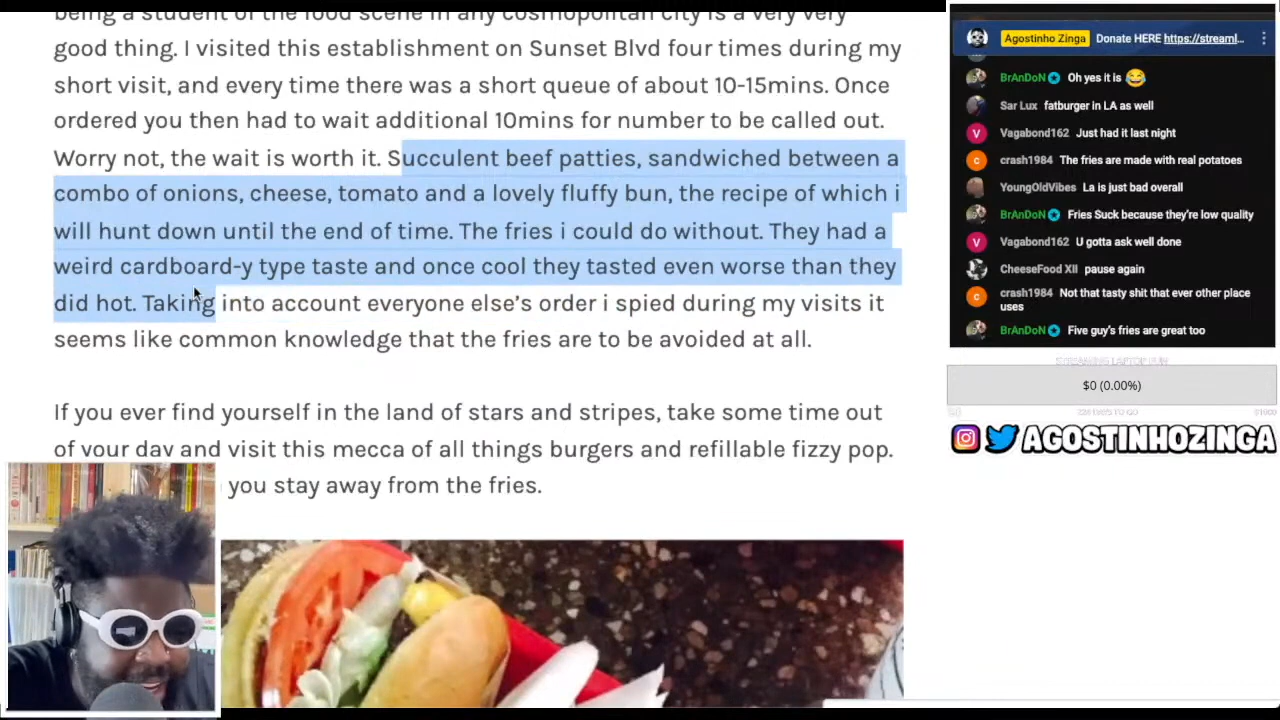 being a student of the food scene in any cosmopolitan city is a very very
good thing. I visited this establishment on Sunset Blvd four times during my
short visit, and every time there was a short queue of about 10-15mins. Once
ordered you then had to wait additional 10mins for number to be called out.
Worry not, the wait is worth it. Succulent beef patties, sandwiched between a
combo of onions, cheese, tomato and a lovely fluffy bun, the recipe of which i
will hunt down until the end of time. The fries i could do without. They had a
weird cardboard-y type taste and once cool they tasted even worse than they
did hot. Taking into account everyone else's order i spied during my visits it
seems like common knowledge that the fries are to be avoided at all.
If you ever find yourself in the land of stars and stripes, take some time out
of your day and visit this mecca of all things burgers and refillable fizzy pop.
you stay away from the fries.
Agostinho Zinga Donate HERE https://streaml...
BrAnDoN Oh yes it is
Sar Lux fatburger in LA as well
V Vagabond162 Just had it last night
c crash1984 The fries are made with real potatoes
YoungOldVibes La is just bad overall
BrAnDoN Fries Suck because they're low quality
V Vagabond162 U gotta ask well done
CheeseFood XII pause again
c crash1984 Not that tasty shit that ever other place
uses
BrAnDoN Five guy's fries are great too
$0 (0.00%)
AGOSTINHOZINGA